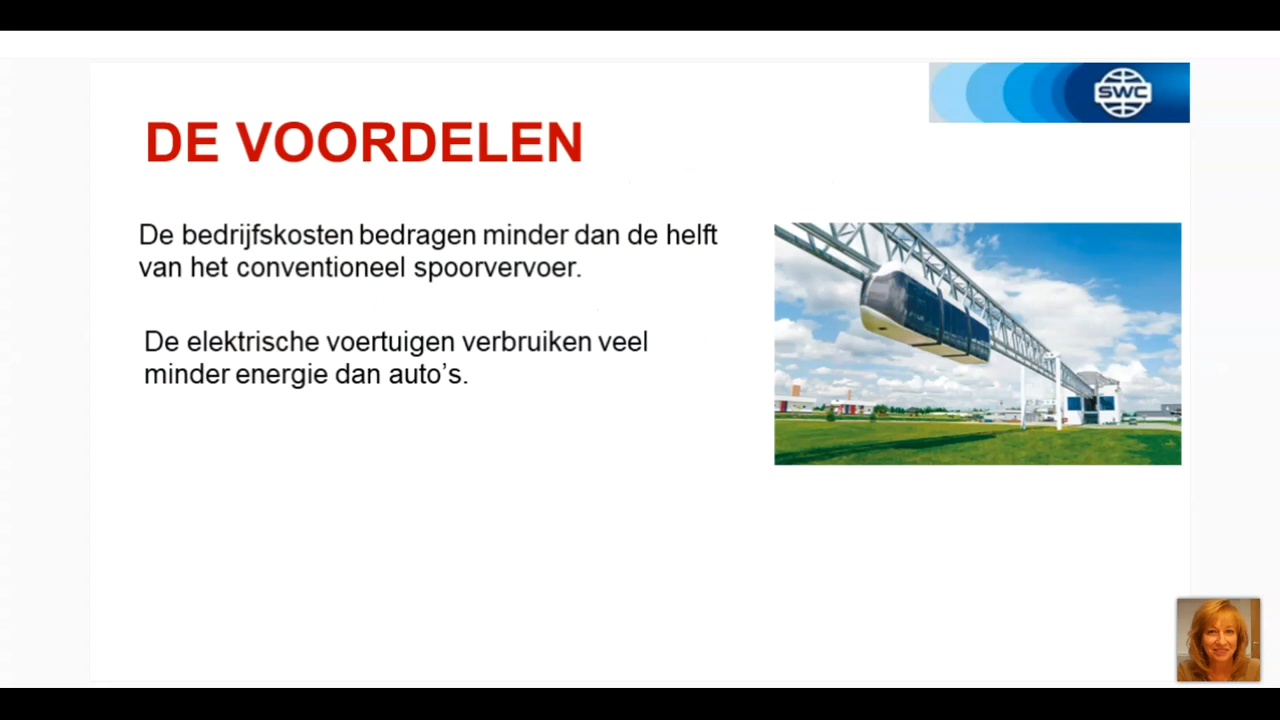 SWC
DE VOORDELEN
De bedrijfskosten bedragen minder dan de helft
van het conventioneel spoorvervoer.
De elektrische voertuigen verbruiken veel
minder energie dan auto's.